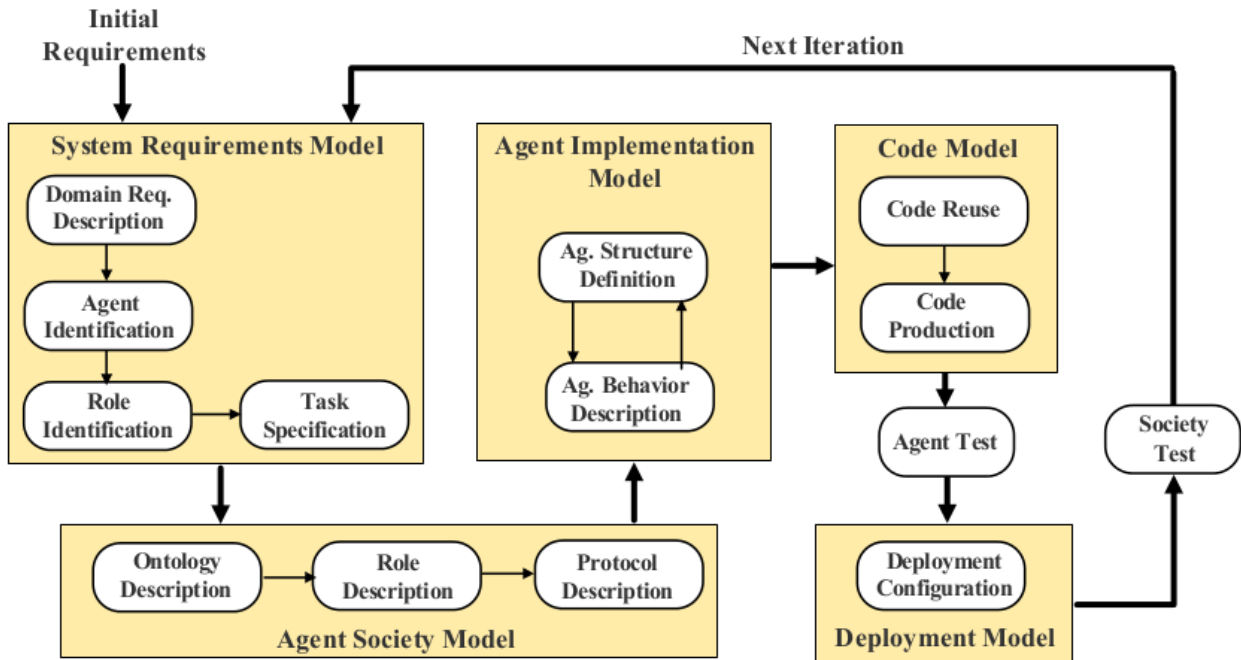 Initial
Requirements
Next Iteration
System Requirements Model
Domain Req.
Description
Agent
Identification
Role
Identification
Task
Specification
Agent Implementation
Model
Ag. Structure
Definition
Ag. Behavior
Description
Code Model
Code Reuse
Code
Production
Agent Test
Society
Test
Ontology
Description
Role
Description
Protocol
Description
Agent Society Model
Deployment
Configuration
Deployment Model